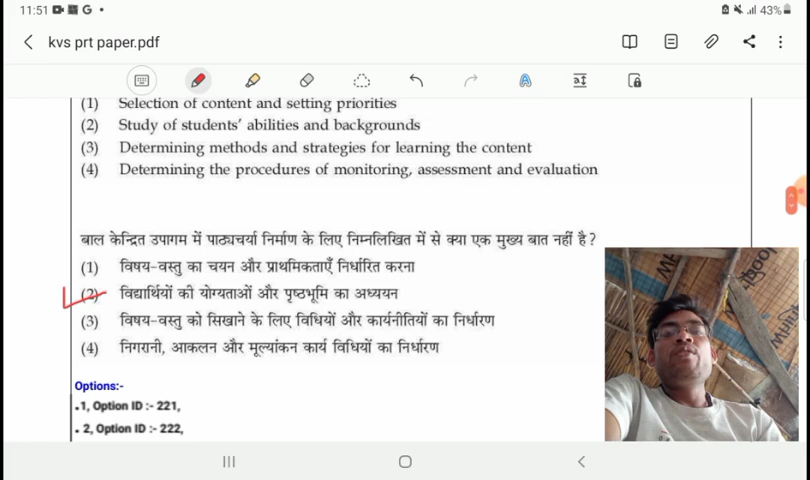 11:51 G • 43%
kvs prt paper.pdf
(1) Selection of content and setting priorities
(2) Study of students' abilities and backgrounds
(3) Determining methods and strategies for learning the content
(4) Determining the procedures of monitoring, assessment and evaluation
बाल केन्द्रित उपागम में पाठ्यचर्या निर्माण के लिए निम्नलिखित में से क्या एक मुख्य बात नहीं है?
(1) विषय-वस्तु का चयन और प्राथमिकताएँ निर्धारित करना
(2) विद्यार्थियों की योग्यताओं और पृष्ठभूमि का अध्ययन
(3) विषय-वस्तु को सिखाने के लिए विधियों और कार्यनीतियों का निर्धारण
(4) निगरानी, आकलन और मूल्यांकन कार्य विधियों का निर्धारण
Options:-
.1, Option ID :- 221,
. 2, Option ID :- 222,